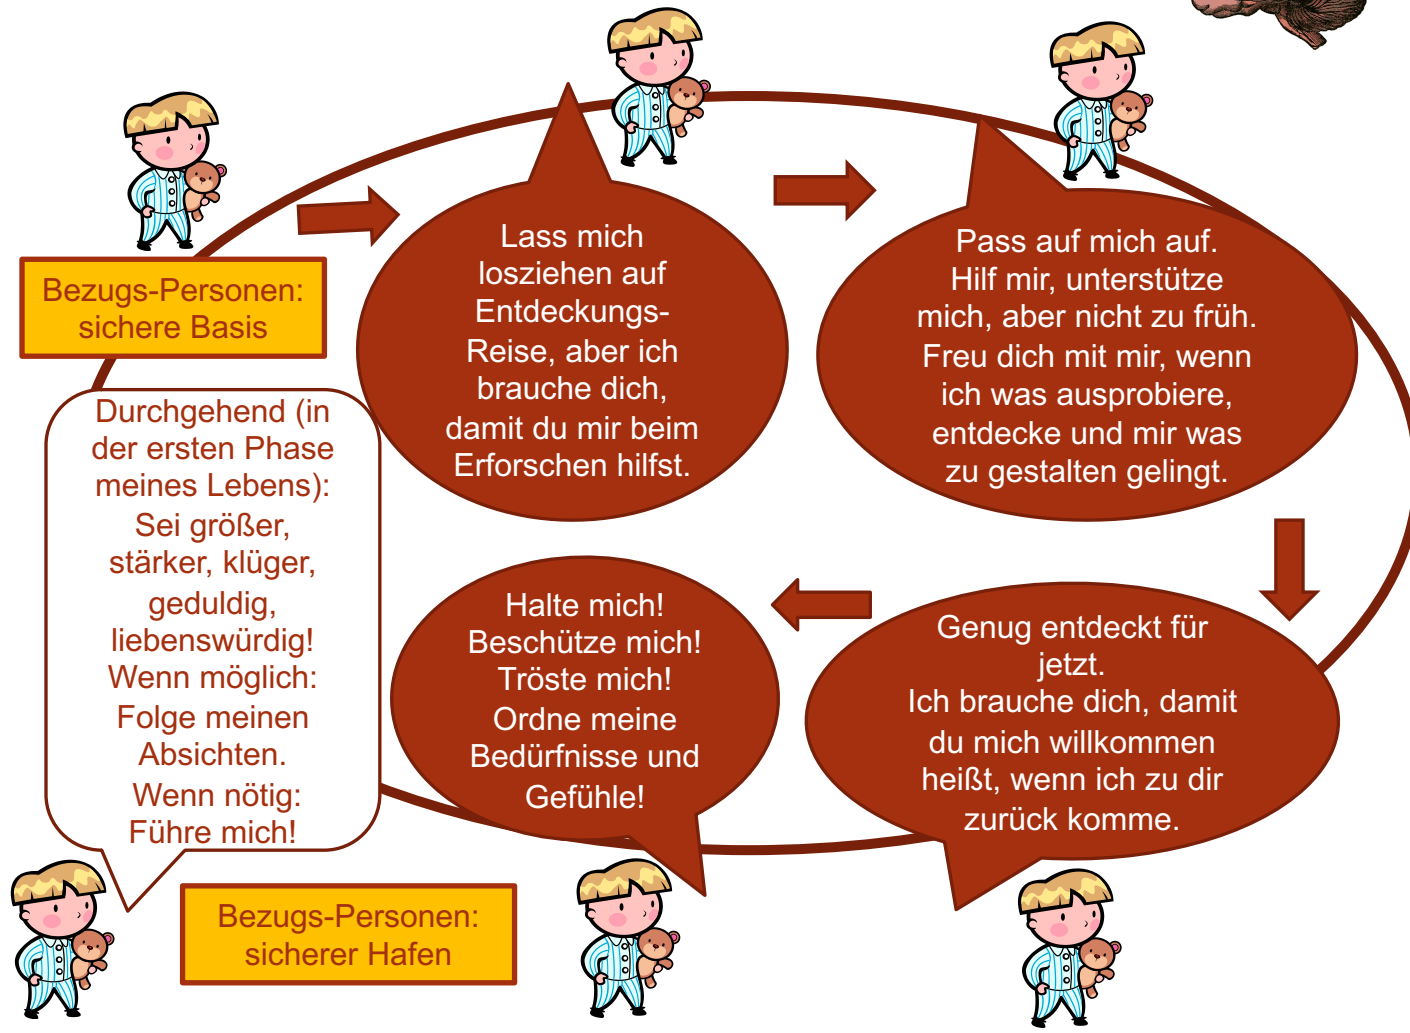 Bezugs-Personen:
sichere Basis
Lass mich
losziehen auf
Entdeckungs-
Reise, aber ich
brauche dich,
damit du mir beim
Erforschen hilfst.
Pass auf mich auf.
Hilf mir, unterstütze
mich, aber nicht zu früh.
Freu dich mit mir, wenn
ich was ausprobiere,
entdecke und mir was
zu gestalten gelingt.
Genug entdeckt für
jetzt.
Ich brauche dich, damit
du mich willkommen
heißt, wenn ich zu dir
zurück komme.
Halte mich!
Beschütze mich!
Tröste mich!
Ordne meine
Bedürfnisse und
Gefühle!
Durchgehend (in
der ersten Phase
meines Lebens):
Sei größer,
stärker, klüger,
geduldig,
liebenswürdig!
Wenn möglich:
Folge meinen
Absichten.
Wenn nötig:
Führe mich!
Bezugs-Personen:
sicherer Hafen